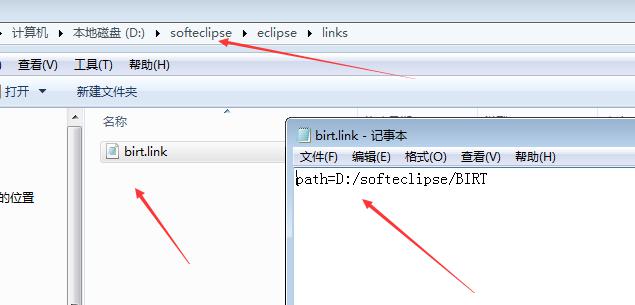 计算机 本地磁盘 (D:) softeclipse eclipse links
查看(V) 工具(T) 帮助(H)
打开 新建文件夹
名称
birt.link
的位置
birt.link - 记事本
文件(F) 编辑(E) 格式(O) 查看(V) 帮助(H)
path=D:/softeclipse/BIRT